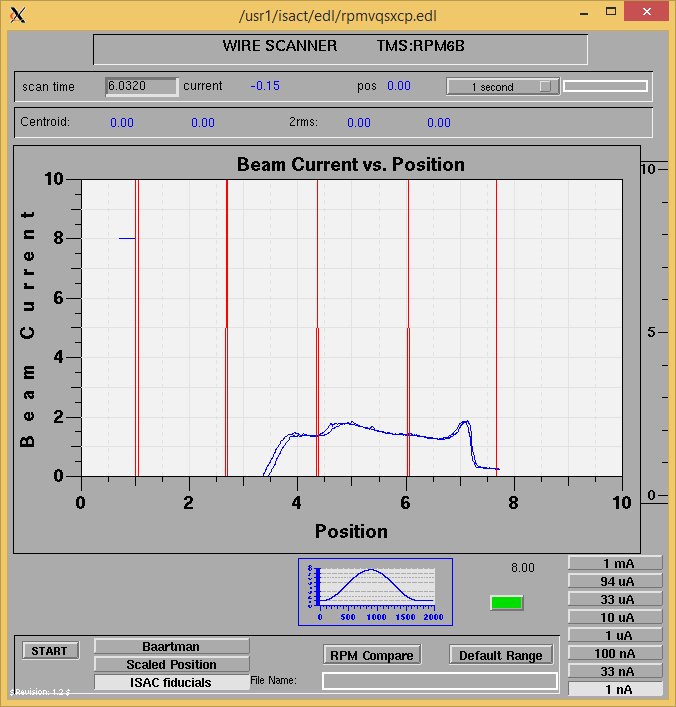 /usr1/isact/edl/rpmvqsxcp.edl
WIRE SCANNER TMS:RPM6B
scan time 6.0320 current -0.15 pos 0.00 1 second
Centroid: 0.00 0.00 2rms: 0.00 0.00
Beam Current vs. Position
10
8
6
4
2
0
Beam Current
0 2 4 6 8 10
Position
10
5
0
8
0 500 1000 1500 2000
8.00
1 mA
94 uA
33 uA
10 uA
1 uA
100 nA
33 nA
1 nA
START
Baartman
Scaled Position
ISAC fiducials
RPM Compare
Default Range
File Name:
$Revision: 1.2 $